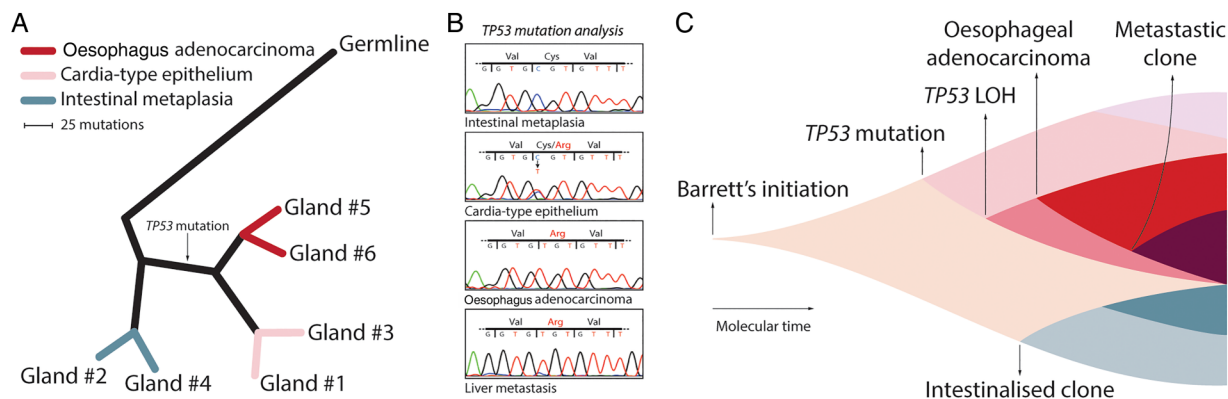 A
Oesophagus adenocarcinoma
Cardia-type epithelium
Intestinal metaplasia
25 mutations
Germline
TP53 mutation
Gland #5
Gland #6
Gland #3
Gland #1
Gland #2
Gland #4
B
TP53 mutation analysis
Val Cys Val
G G T G C G T G T T T
Intestinal metaplasia
Val Cys/Arg Val
G G T G C G T G T T T
T
Cardia-type epithelium
Val Arg Val
G G T G T G T G T T T
Oesophagus adenocarcinoma
Val Arg Val
G G T G T G T G T T T
Liver metastasis
C
Oesophageal
adenocarcinoma
Metastastic
clone
TP53 LOH
TP53 mutation
Barrett's initiation
Molecular time
Intestinalised clone